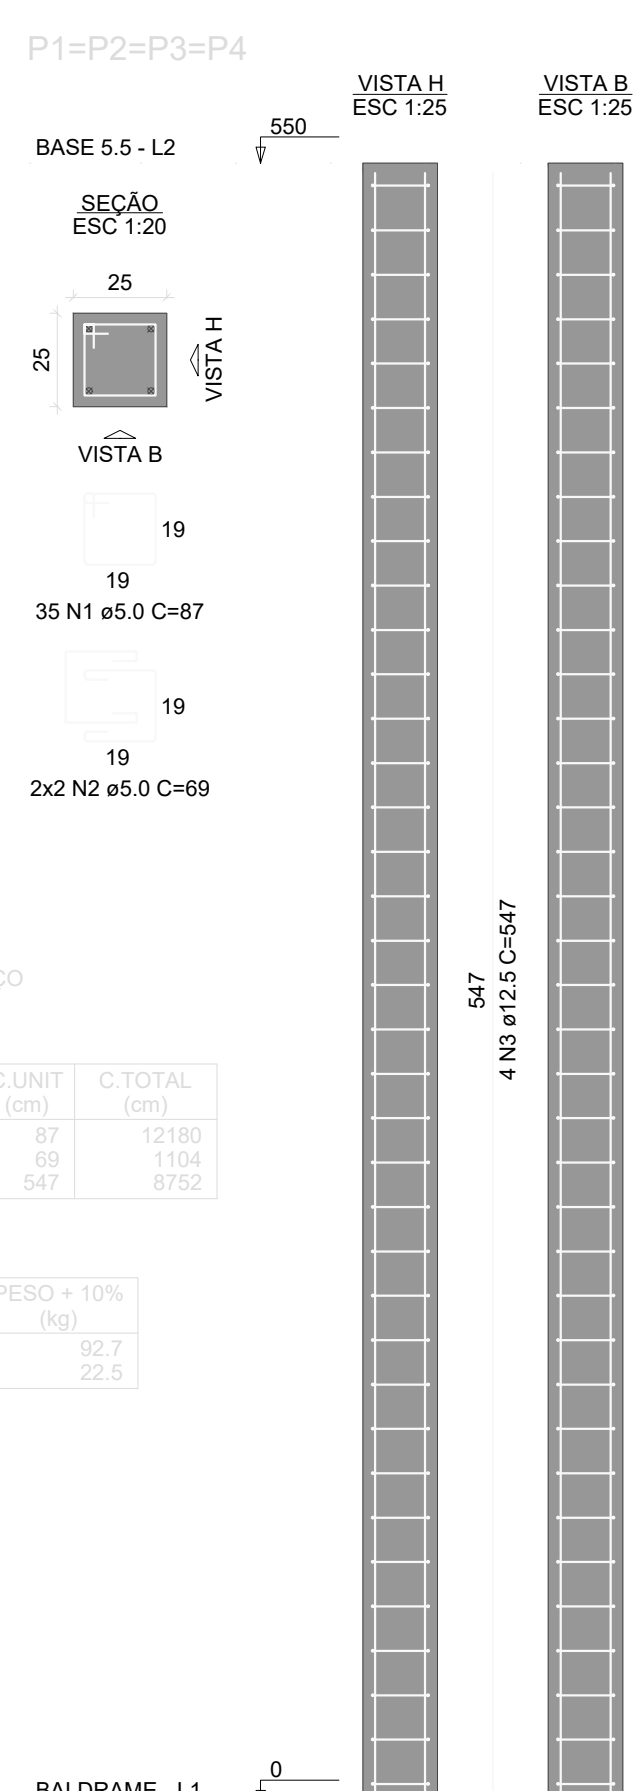 P1=P2=P3=P4
VISTA H
ESC 1:25
VISTA B
ESC 1:25
550
BASE 5.5 - L2
SEÇÃO
ESC 1:20
25
25
VISTA H
VISTA B
19
19
35 N1 ø5.0 C=87
19
19
2x2 N2 ø5.0 C=69
547
4 N3 ø12.5 C=547
ÇO
C.UNIT C.TOTAL
(cm) (cm)
87 12180
69 1104
547 8752
PESO + 10%
(kg)
92.7
22.5
0
BALDRAME - L1